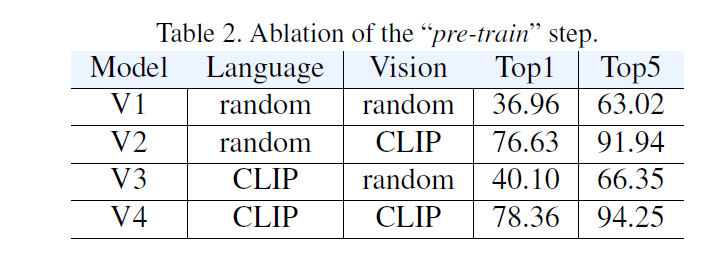 Table 2. Ablation of the “pre-train” step.
Model Language Vision Top1 Top5
V1 random random 36.96 63.02
V2 random CLIP 76.63 91.94
V3 CLIP random 40.10 66.35
V4 CLIP CLIP 78.36 94.25